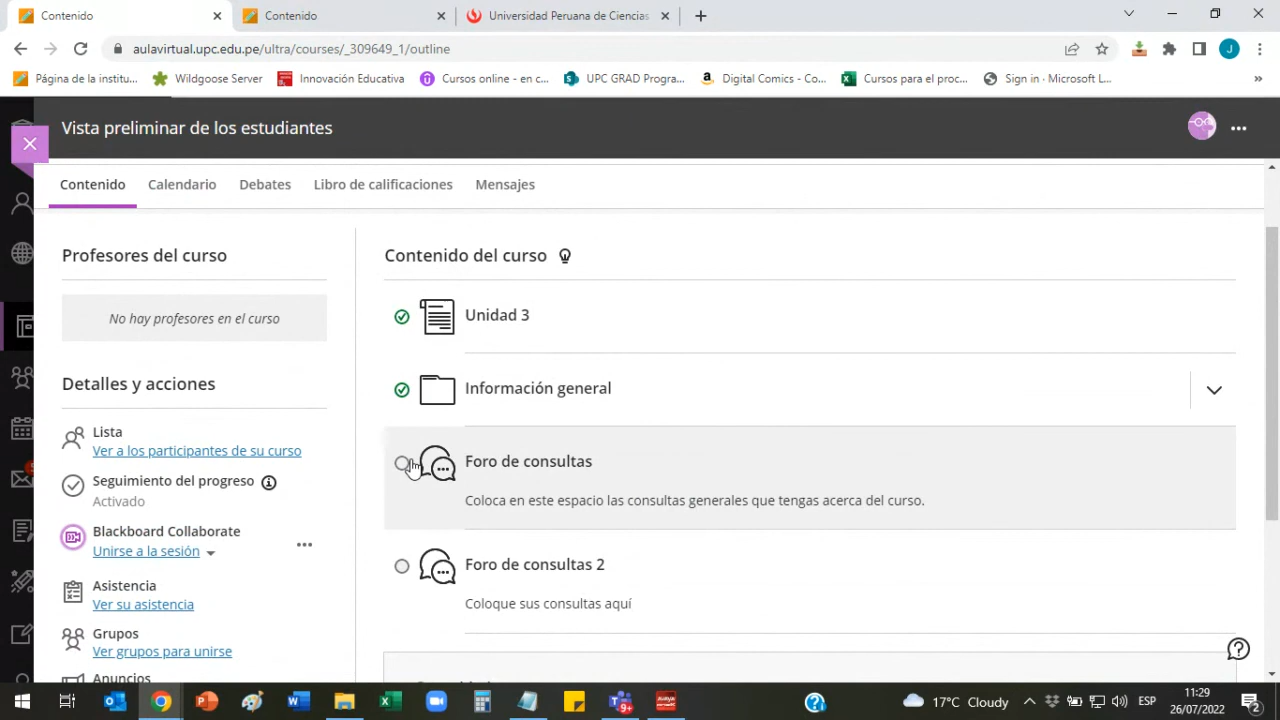 Contenido
Contenido
Universidad Peruana de Ciencias
aulavirtual.upc.edu.pe/ultra/courses/_309649_1/outline
J
Página de la institu...
Wildgoose Server
Innovación Educativa
Cursos online - en c...
UPC GRAD Progra...
Digital Comics - Co...
Cursos para el proc...
Sign in · Microsoft L...
»
Vista preliminar de los estudiantes
Contenido
Calendario
Debates
Libro de calificaciones
Mensajes
Profesores del curso
No hay profesores en el curso
Detalles y acciones
Lista
Ver a los participantes de su curso
Seguimiento del progreso
Activado
Blackboard Collaborate
Unirse a la sesión
Asistencia
Ver su asistencia
Grupos
Ver grupos para unirse
Anuncios
Contenido del curso
Unidad 3
Información general
Foro de consultas
Coloca en este espacio las consultas generales que tengas acerca del curso.
Foro de consultas 2
Coloque sus consultas aquí
17°C Cloudy
ESP
11:29
26/07/2022
2
9+